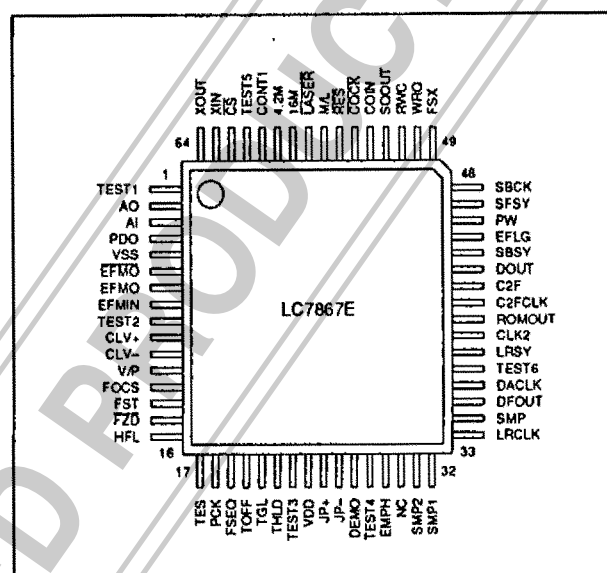 XOUT XIN CS TEST5 CONT1 4.2M 16M LASER M/L RES COCK COIN SQOUT RWC WRQ FSX
64 49
1 48
TEST1 SBCK
AO SFSY
AI PW
PDO EFLG
VSS SBSY
EFMO DOUT
EFMO C2F
EFMIN C2FCLK
TEST2 ROMOUT
CLV+ CLK2
CLV– LRSY
V/P TEST6
FOCS DACLK
FST DFOUT
FZD SMP
HFL LRCLK
16 33
17 32
TES PCK FSEQ TOFF TGL THLD TEST3 VDD JP+ JP– DEMO TEST4 EMPH NC SMP2 SMP1
LC7867E
D PRODUCT